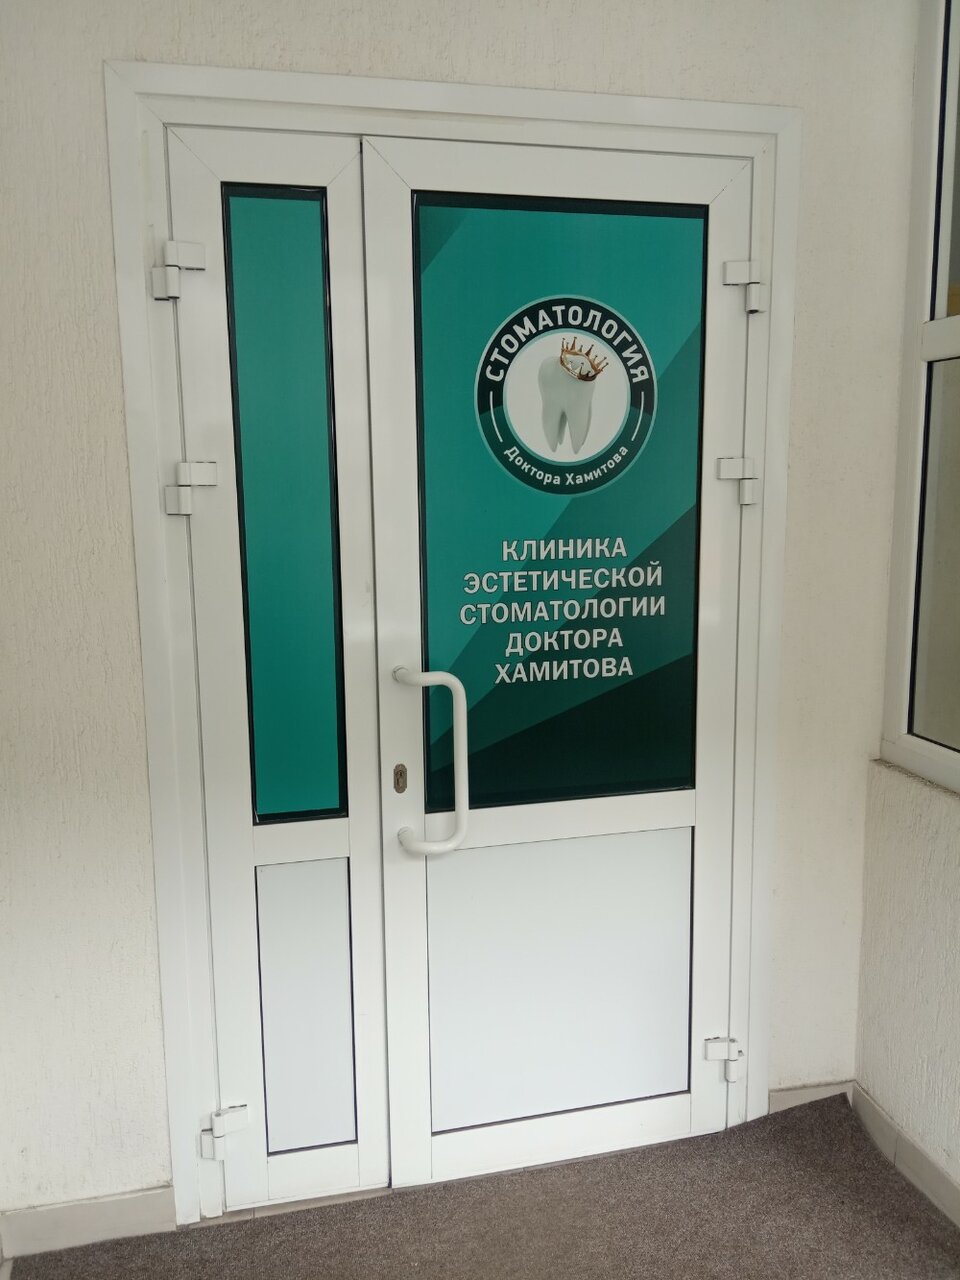 СТОМАТОЛОГИЯ
Доктора Хамитова
КЛИНИКА
ЭСТЕТИЧЕСКОЙ
СТОМАТОЛОГИИ
ДОКТОРА
ХАМИТОВА